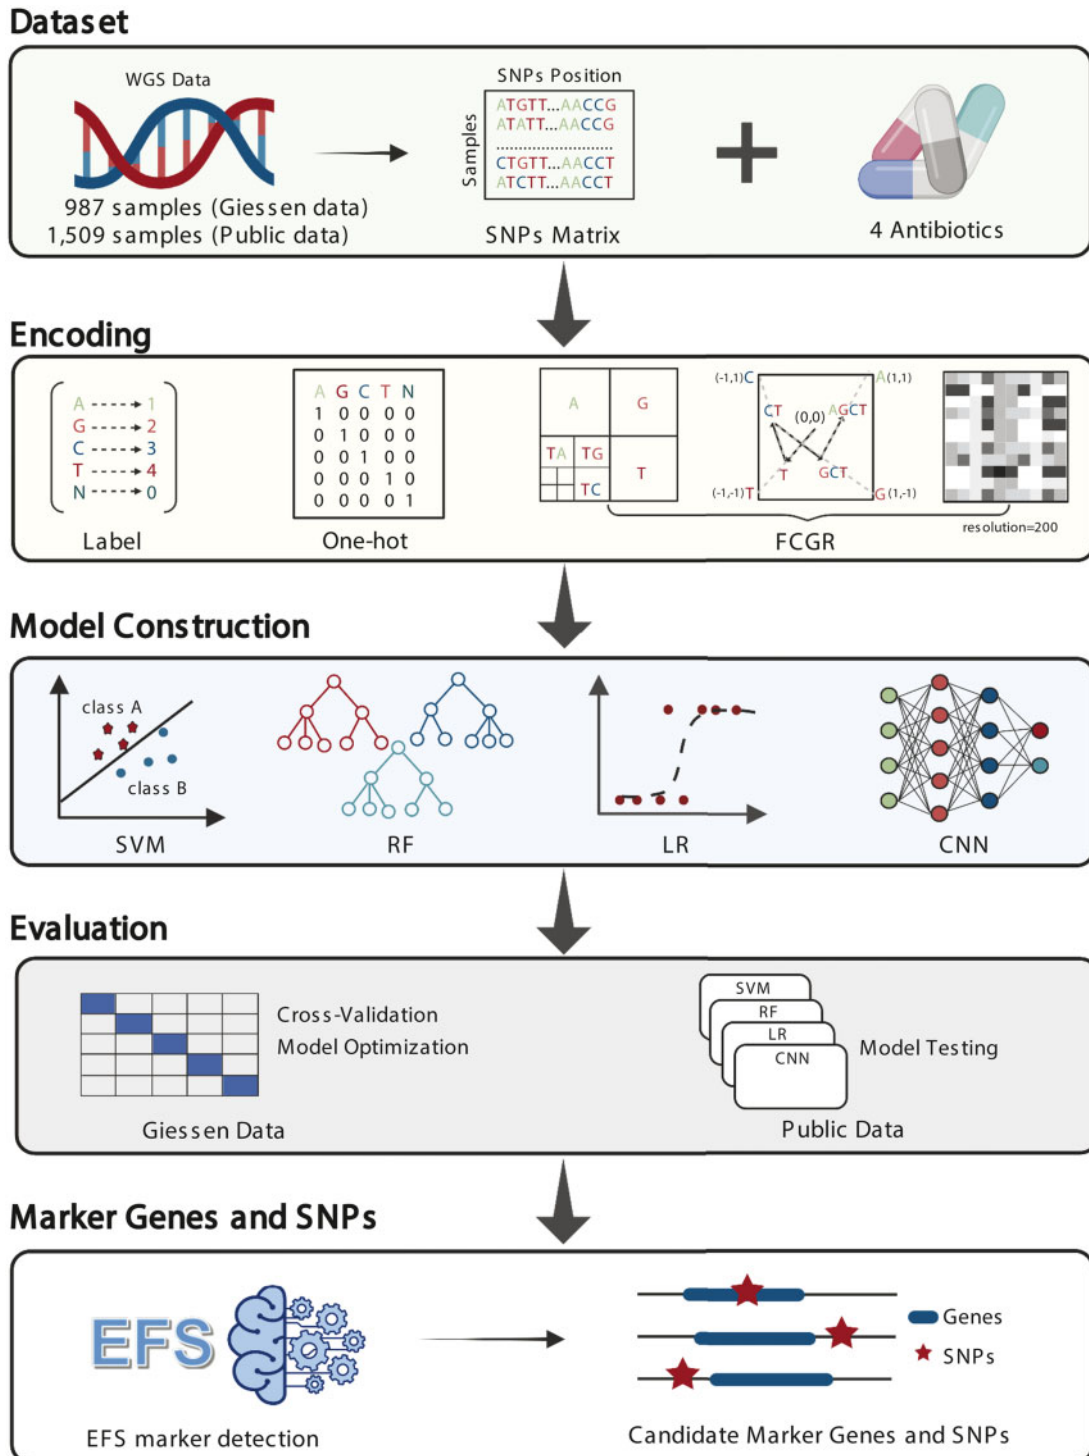 Dataset
WGS Data
987 samples (Giessen data)
1,509 samples (Public data)
SNPs Position
Samples
ATGTT...AACCG
ATATT...AACCG
CTGTT...AACCT
ATCTT...AACCT
SNPs Matrix
4 Antibiotics
Encoding
A 1
G 2
C 3
T 4
N 0
Label
A G C T N
1 0 0 0 0
0 1 0 0 0
0 0 1 0 0
0 0 0 1 0
0 0 0 0 1
One-hot
A G
TA TG
T
TC
(-1,1) C A (1,1)
CT (0,0) AGCT
T GCT
(-1,-1) T G (1,-1)
FCGR
resolution=200
Model Construction
class A
class B
SVM
RF
LR
CNN
Evaluation
Cross-Validation
Model Optimization
Giessen Data
SVM
RF
LR
CNN
Model Testing
Public Data
Marker Genes and SNPs
EFS
EFS marker detection
Genes
SNPs
Candidate Marker Genes and SNPs